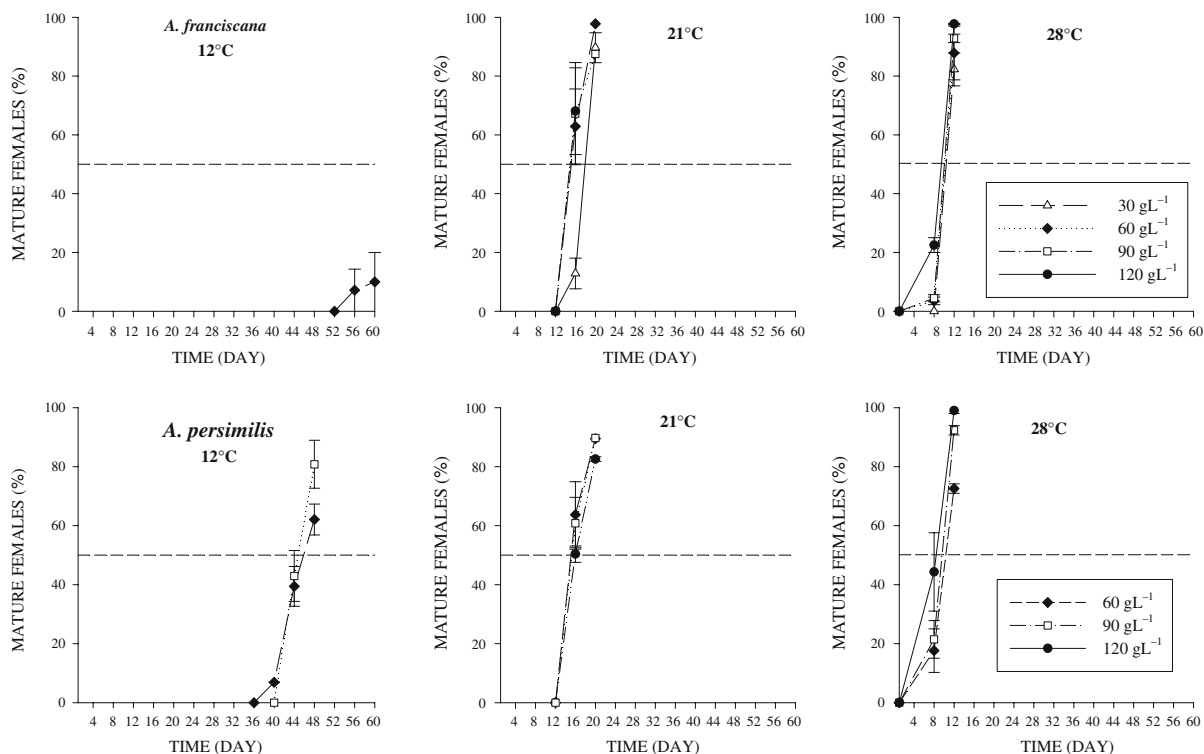 A. franciscana
12°C
MATURE FEMALES (%)
100
80
60
40
20
0
4 8 12 16 20 24 28 32 36 40 44 48 52 56 60
TIME (DAY)
21°C
MATURE FEMALES (%)
100
80
60
40
20
0
4 8 12 16 20 24 28 32 36 40 44 48 52 56 60
TIME (DAY)
28°C
MATURE FEMALES (%)
100
80
60
40
20
0
4 8 12 16 20 24 28 32 36 40 44 48 52 56 60
TIME (DAY)
30 gL⁻¹
60 gL⁻¹
90 gL⁻¹
120 gL⁻¹
A. persimilis
12°C
MATURE FEMALES (%)
100
80
60
40
20
0
4 8 12 16 20 24 28 32 36 40 44 48 52 56 60
TIME (DAY)
21°C
MATURE FEMALES (%)
100
80
60
40
20
0
4 8 12 16 20 24 28 32 36 40 44 48 52 56 60
TIME (DAY)
28°C
MATURE FEMALES (%)
100
80
60
40
20
0
4 8 12 16 20 24 28 32 36 40 44 48 52 56 60
TIME (DAY)
60 gL⁻¹
90 gL⁻¹
120 gL⁻¹